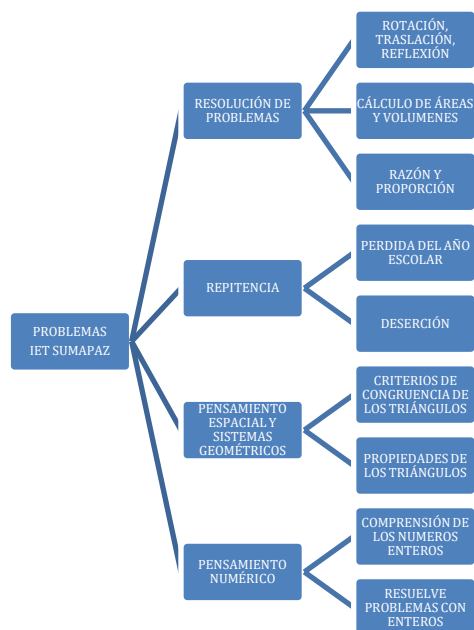 ROTACIÓN,
TRASLACIÓN,
REFLEXIÓN
RESOLUCIÓN DE
PROBLEMAS
CÁLCULO DE ÁREAS
Y VOLUMENES
RAZÓN Y
PROPORCIÓN
PERDIDA DEL AÑO
ESCOLAR
REPITENCIA
DESERCIÓN
PROBLEMAS
IET SUMAPAZ
CRITERIOS DE
CONGRUENCIA DE
LOS TRIÁNGULOS
PENSAMIENTO
ESPACIAL Y
SISTEMAS
GEOMÉTRICOS
PROPIEDADES DE
LOS TRIÁNGULOS
COMPRENSIÓN DE
LOS NUMEROS
ENTEROS
PENSAMIENTO
NUMÉRICO
RESUELVE
PROBLEMAS CON
ENTEROS